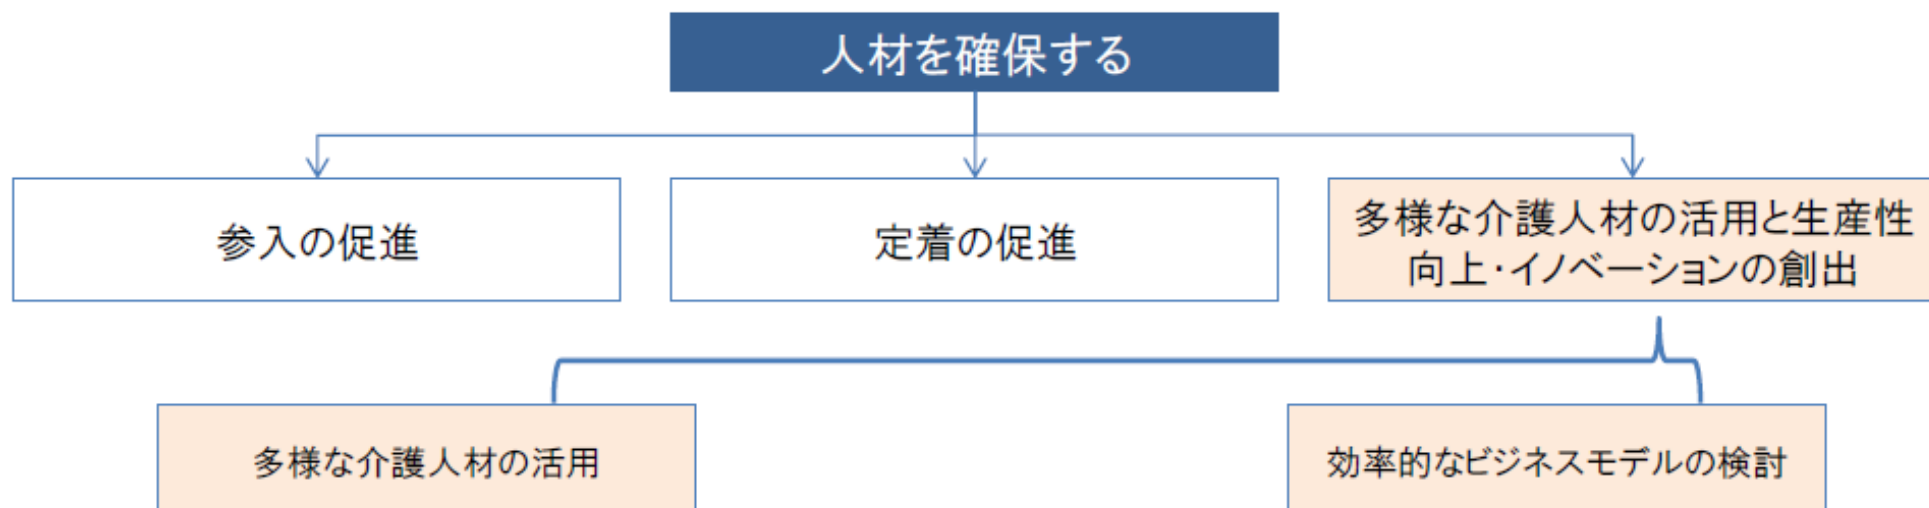 人材を確保する
参入の促進
定着の促進
多様な介護人材の活用と生産性
向上・イノベーションの創出
多様な介護人材の活用
効率的なビジネスモデルの検討